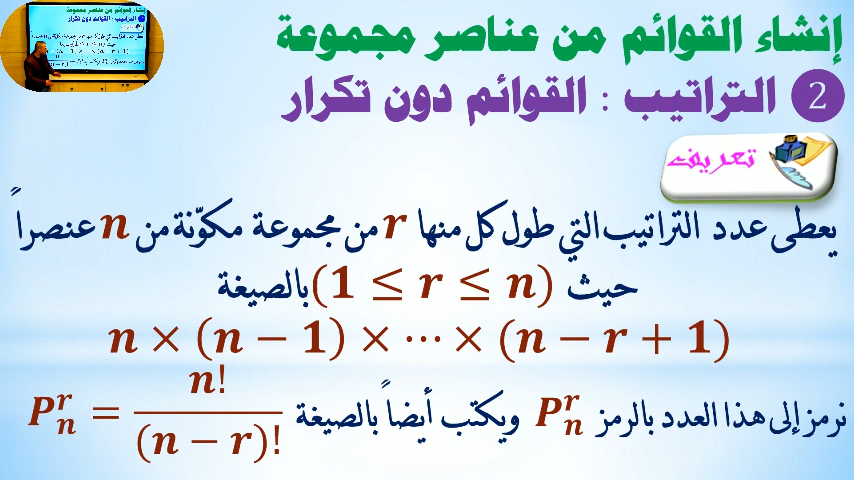 إنشاء القوائم من عناصر مجموعة
2 التراتيب : القوائم دون تكرار
تعريف
يعطى عدد التراتيب التي طول كل منها r من مجموعة مكوّنة من n عنصراً
حيث (1 ≤ r ≤ n) بالصيغة
n × (n − 1) × ⋯ × (n − r + 1)
نرمز إلى هذا العدد بالرمز P_n^r ويكتب أيضاً بالصيغة P_n^r = n! / (n − r)!